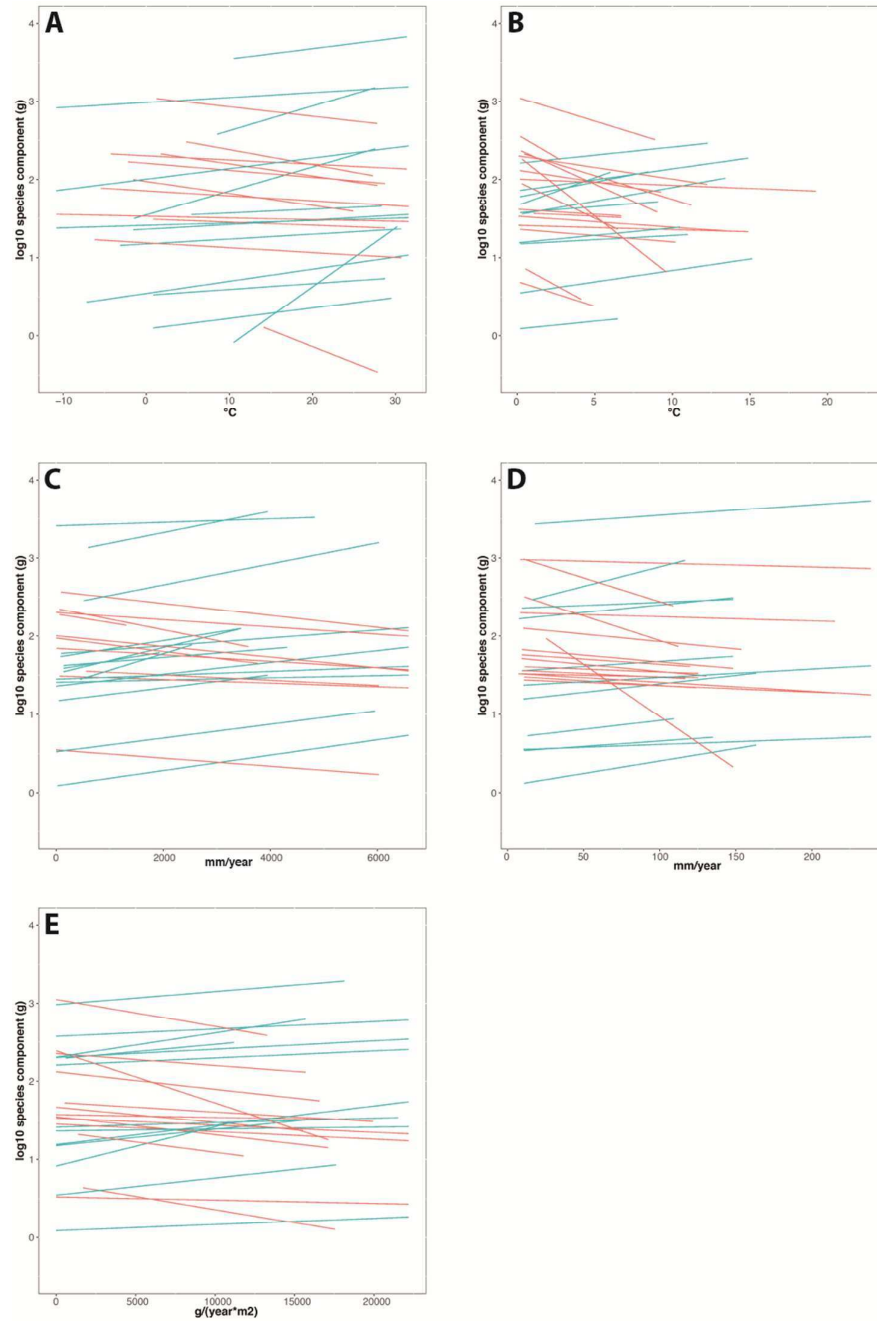 A
log10 species component (g)
4
3
2
1
0
−10 0 10 20 30
°C
B
log10 species component (g)
4
3
2
1
0
0 5 10 15 20
°C
C
log10 species component (g)
4
3
2
1
0
0 2000 4000 6000
mm/year
D
log10 species component (g)
4
3
2
1
0
0 50 100 150 200
mm/year
E
log10 species component (g)
4
3
2
1
0
0 5000 10000 15000 20000
g/(year*m2)